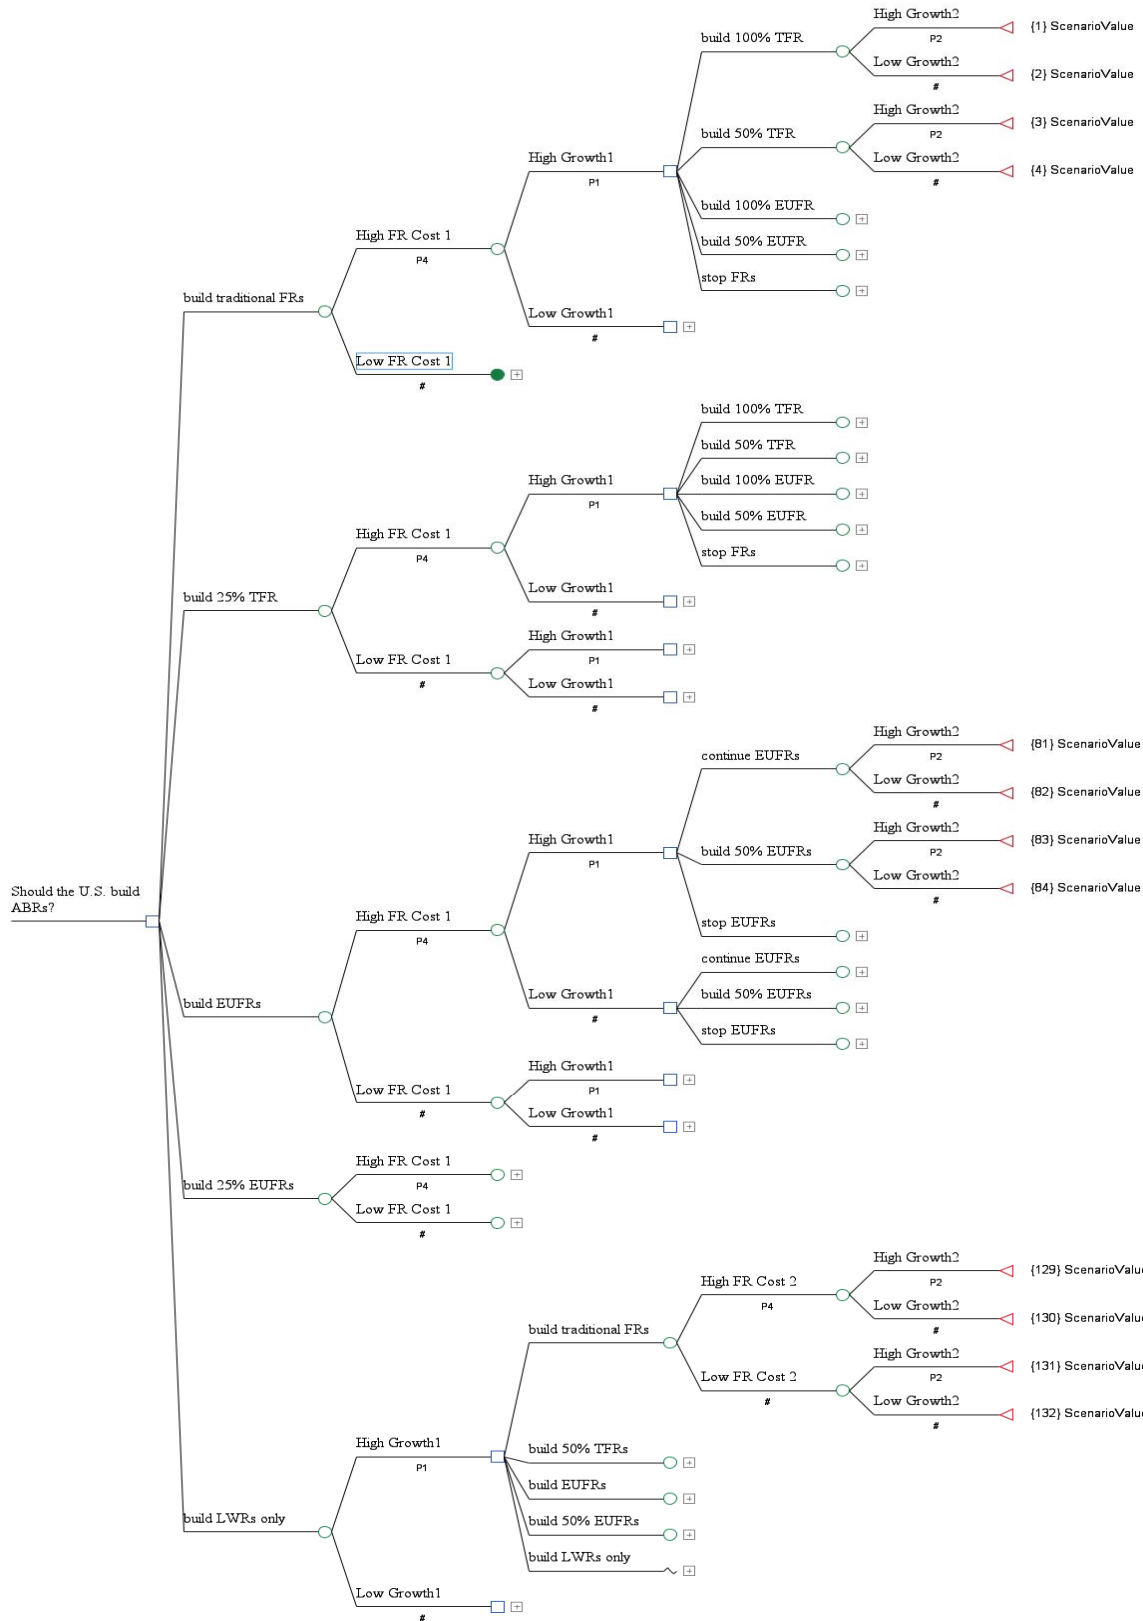 High Growth2
P2
{1} ScenarioValue
build 100% TFR
Low Growth2
#
{2} ScenarioValue
High Growth2
P2
{3} ScenarioValue
build 50% TFR
Low Growth2
#
{4} ScenarioValue
High Growth1
P1
build 100% EUFR
High FR Cost 1
P4
build 50% EUFR
stop FRs
build traditional FRs
Low Growth1
#
Low FR Cost 1
#
build 100% TFR
build 50% TFR
High Growth1
P1
build 100% EUFR
build 50% EUFR
High FR Cost 1
P4
stop FRs
build 25% TFR
Low Growth1
#
High Growth1
P1
Low FR Cost 1
#
Low Growth1
#
High Growth2
P2
{81} ScenarioValue
continue EUFRs
Low Growth2
#
{82} ScenarioValue
High Growth2
P2
{83} ScenarioValue
High Growth1
P1
build 50% EUFRs
Low Growth2
#
{84} ScenarioValue
Should the U.S. build
ABRs?
High FR Cost 1
P4
stop EUFRs
continue EUFRs
build EUFRs
Low Growth1
#
build 50% EUFRs
stop EUFRs
High Growth1
P1
Low FR Cost 1
#
Low Growth1
#
High FR Cost 1
P4
build 25% EUFRs
Low FR Cost 1
#
High Growth2
P2
{129} ScenarioValu
High FR Cost 2
P4
Low Growth2
#
{130} ScenarioValu
build traditional FRs
High Growth2
P2
{131} ScenarioValu
Low FR Cost 2
#
Low Growth2
#
{132} ScenarioValu
High Growth1
P1
build 50% TFRs
build EUFRs
build LWRs only
build 50% EUFRs
build LWRs only
Low Growth1
#